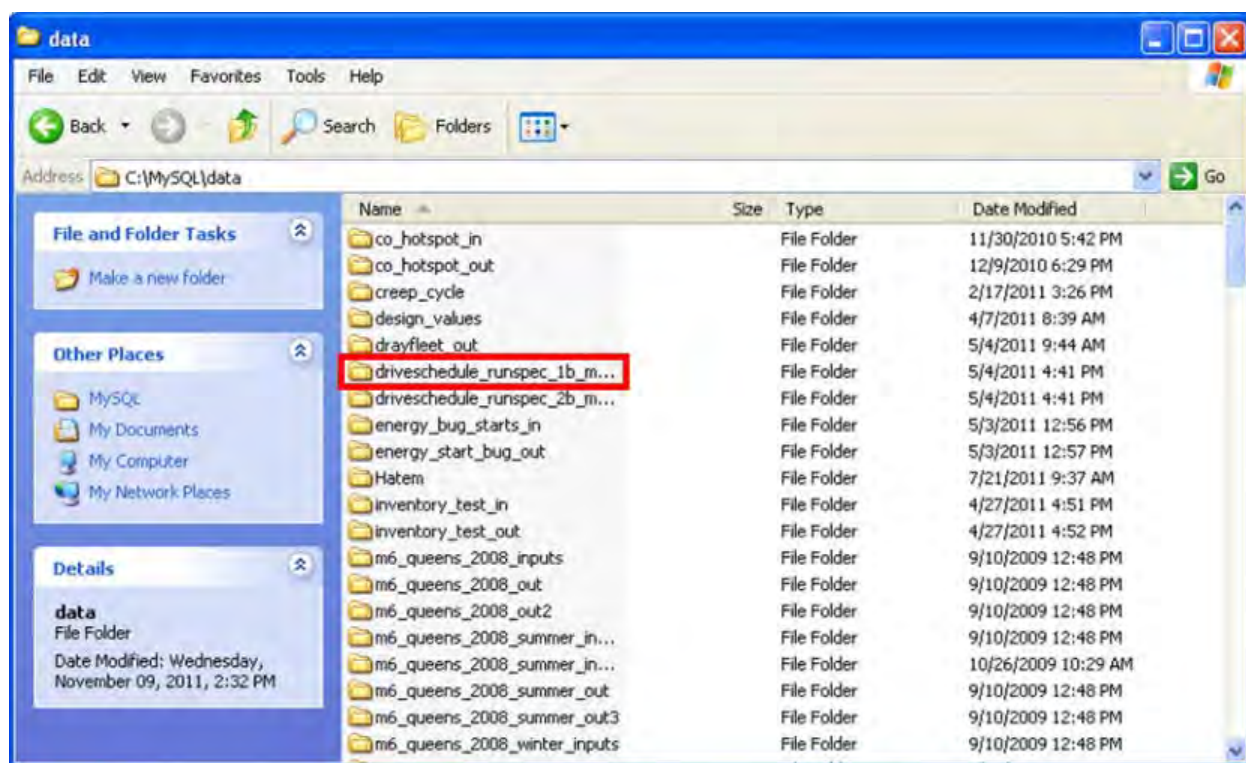 data
File Edit View Favorites Tools Help
Back Search Folders
Address C:\MySQL\data Go
File and Folder Tasks
Make a new folder
Other Places
MySQL
My Documents
My Computer
My Network Places
Details
data
File Folder
Date Modified: Wednesday,
November 09, 2011, 2:32 PM
Name Size Type Date Modified
co_hotspot_in File Folder 11/30/2010 5:42 PM
co_hotspot_out File Folder 12/9/2010 6:29 PM
creep_cycle File Folder 2/17/2011 3:26 PM
design_values File Folder 4/7/2011 8:39 AM
drayfleet_out File Folder 5/4/2011 9:44 AM
driveschedule_runspec_1b_m... File Folder 5/4/2011 4:41 PM
driveschedule_runspec_2b_m... File Folder 5/4/2011 4:41 PM
energy_bug_starts_in File Folder 5/3/2011 12:56 PM
energy_start_bug_out File Folder 5/3/2011 12:57 PM
Hatem File Folder 7/21/2011 9:37 AM
inventory_test_in File Folder 4/27/2011 4:51 PM
inventory_test_out File Folder 4/27/2011 4:52 PM
m6_queens_2008_inputs File Folder 9/10/2009 12:48 PM
m6_queens_2008_out File Folder 9/10/2009 12:48 PM
m6_queens_2008_out2 File Folder 9/10/2009 12:48 PM
m6_queens_2008_summer_in... File Folder 9/10/2009 12:48 PM
m6_queens_2008_summer_in... File Folder 10/26/2009 10:29 AM
m6_queens_2008_summer_out File Folder 9/10/2009 12:48 PM
m6_queens_2008_summer_out3 File Folder 9/10/2009 12:48 PM
m6_queens_2008_winter_inputs File Folder 9/10/2009 12:48 PM